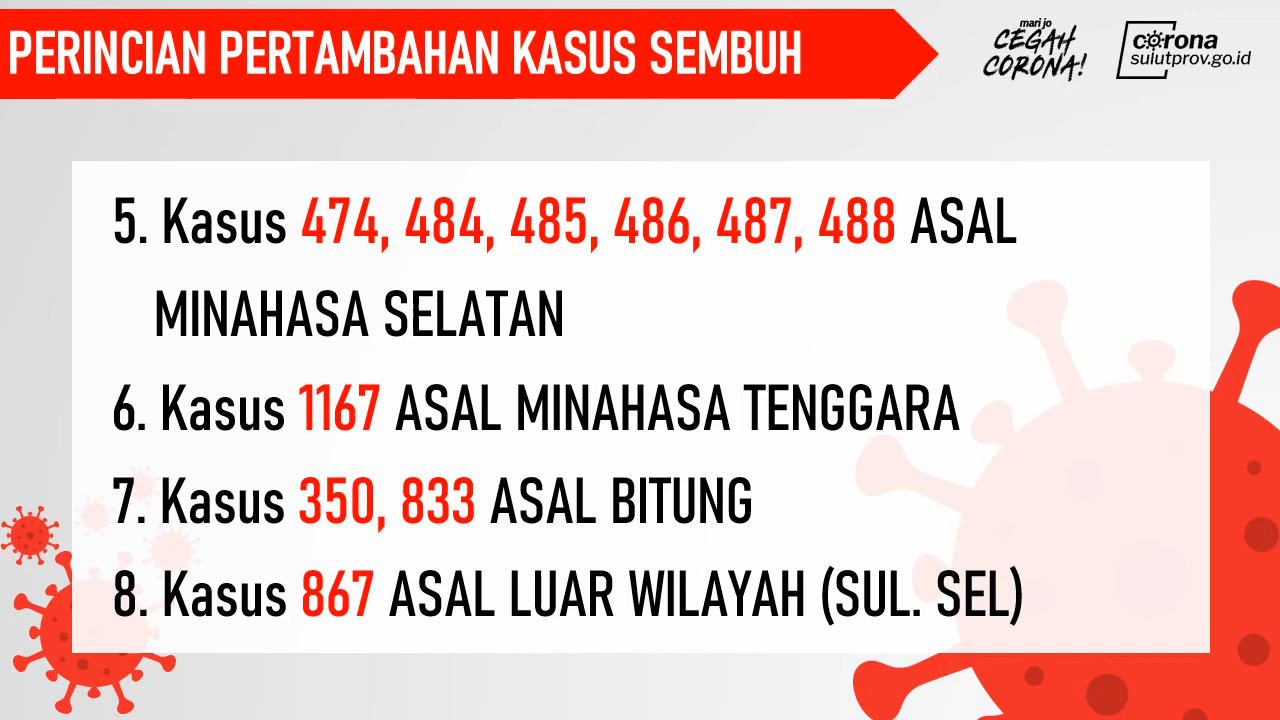 PERINCIAN PERTAMBAHAN KASUS SEMBUH
mari jo
CEGAH
CORONA!
corona
sulutprov.go.id
5. Kasus 474, 484, 485, 486, 487, 488 ASAL
MINAHASA SELATAN
6. Kasus 1167 ASAL MINAHASA TENGGARA
7. Kasus 350, 833 ASAL BITUNG
8. Kasus 867 ASAL LUAR WILAYAH (SUL. SEL)